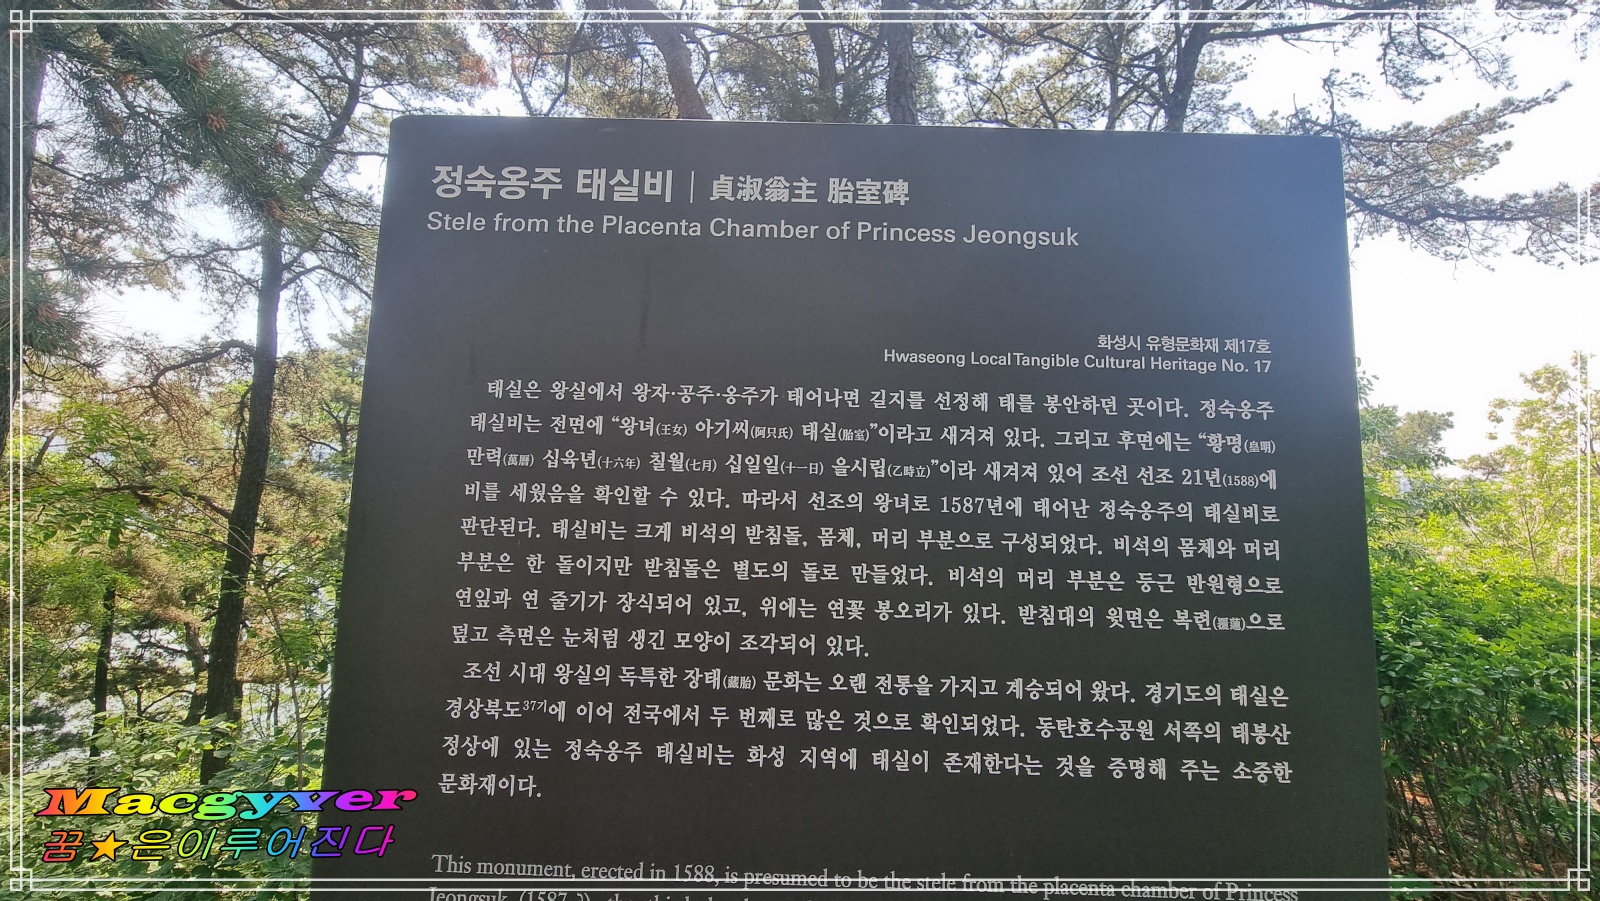 정숙옹주 태실비 | 貞淑翁主 胎室碑
Stele from the Placenta Chamber of Princess Jeongsuk
화성시 유형문화재 제17호
Hwaseong Local Tangible Cultural Heritage No. 17
태실은 왕실에서 왕자·공주·옹주가 태어나면 길지를 선정해 태를 봉안하던 곳이다. 정숙옹주
태실비는 전면에 “왕녀(王女) 아기씨(阿只氏) 태실(胎室)”이라고 새겨져 있다. 그리고 후면에는 “황명(皇明)
만력(萬曆) 십육년(十六年) 칠월(七月) 십일일(十一日) 을시립(乙時立)”이라 새겨져 있어 조선 선조 21년(1588)에
비를 세웠음을 확인할 수 있다. 따라서 선조의 왕녀로 1587년에 태어난 정숙옹주의 태실비로
판단된다. 태실비는 크게 비석의 받침돌, 몸체, 머리 부분으로 구성되었다. 비석의 몸체와 머리
부분은 한 돌이지만 받침돌은 별도의 돌로 만들었다. 비석의 머리 부분은 둥근 반원형으로
연잎과 연 줄기가 장식되어 있고, 위에는 연꽃 봉오리가 있다. 받침대의 윗면은 복련(覆蓮)으로
덮고 측면은 눈처럼 생긴 모양이 조각되어 있다.
조선 시대 왕실의 독특한 장태(藏胎) 문화는 오랜 전통을 가지고 계승되어 왔다. 경기도의 태실은
경상북도37기에 이어 전국에서 두 번째로 많은 것으로 확인되었다. 동탄호수공원 서쪽의 태봉산
정상에 있는 정숙옹주 태실비는 화성 지역에 태실이 존재한다는 것을 증명해 주는 소중한
문화재이다.
This monument, erected in 1588, is presumed to be the stele from the placenta chamber of Princess
Jeongsuk (1587-?),
Macgyver
꿈★은이루어진다